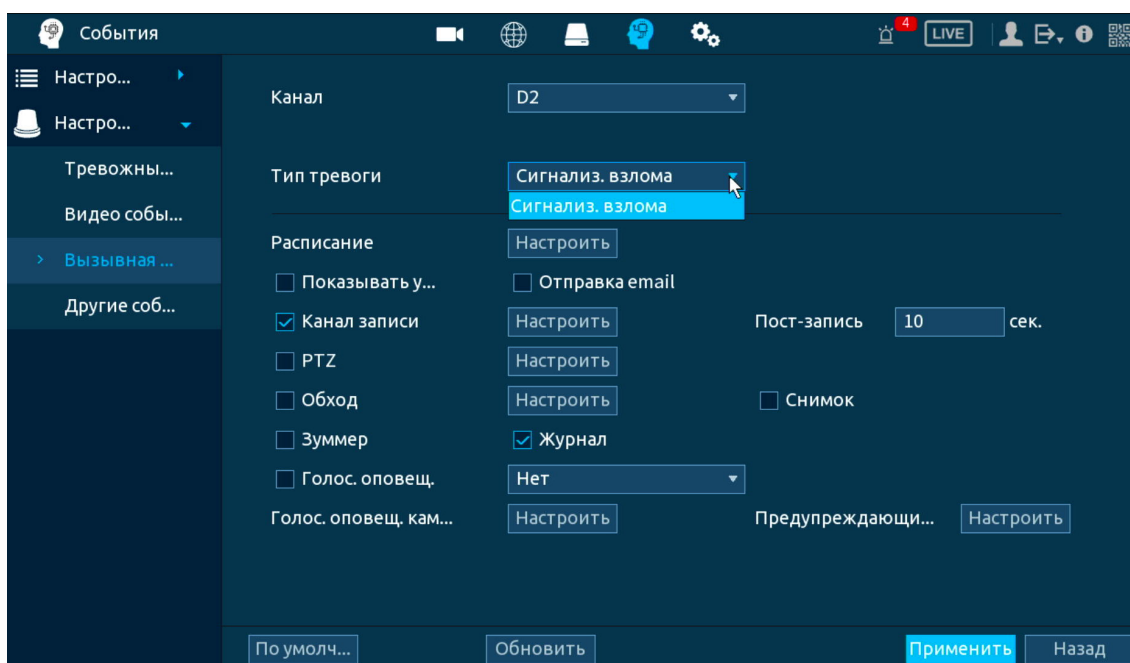 События
4
LIVE
Настро...
Настро...
Тревожны...
Видео собы...
Вызывная ...
Другие соб...
Канал D2
Тип тревоги Сигнализ. взлома
Сигнализ. взлома
Расписание Настроить
Показывать у... Отправка email
Канал записи Настроить Пост-запись 10 сек.
PTZ Настроить
Обход Настроить Снимок
Зуммер Журнал
Голос. оповещ. Нет
Голос. оповещ. кам... Настроить Предупреждающи... Настроить
По умолч... Обновить Применить Назад